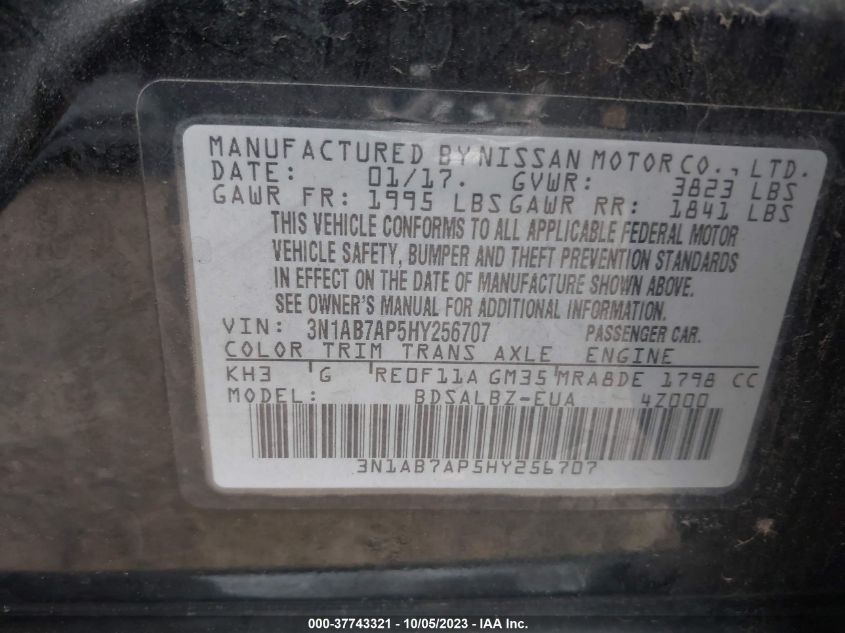 MANUFACTURED BY NISSAN MOTOR CO., LTD.
DATE: 01/17. GVWR: 3823 LBS
GAWR FR: 1995 LBS GAWR RR: 1841 LBS
THIS VEHICLE CONFORMS TO ALL APPLICABLE FEDERAL MOTOR
VEHICLE SAFETY, BUMPER AND THEFT PREVENTION STANDARDS
IN EFFECT ON THE DATE OF MANUFACTURE SHOWN ABOVE.
SEE OWNER'S MANUAL FOR ADDITIONAL INFORMATION.
VIN: 3N1AB7AP5HY256707 PASSENGER CAR.
COLOR TRIM TRANS AXLE ENGINE
KH3 G RE0F11A GM35 MRA8DE 1798 CC
MODEL: BDSALBZ-EUA 4Z000
3N1AB7AP5HY256707
000-37743321 - 10/05/2023 - IAA Inc.